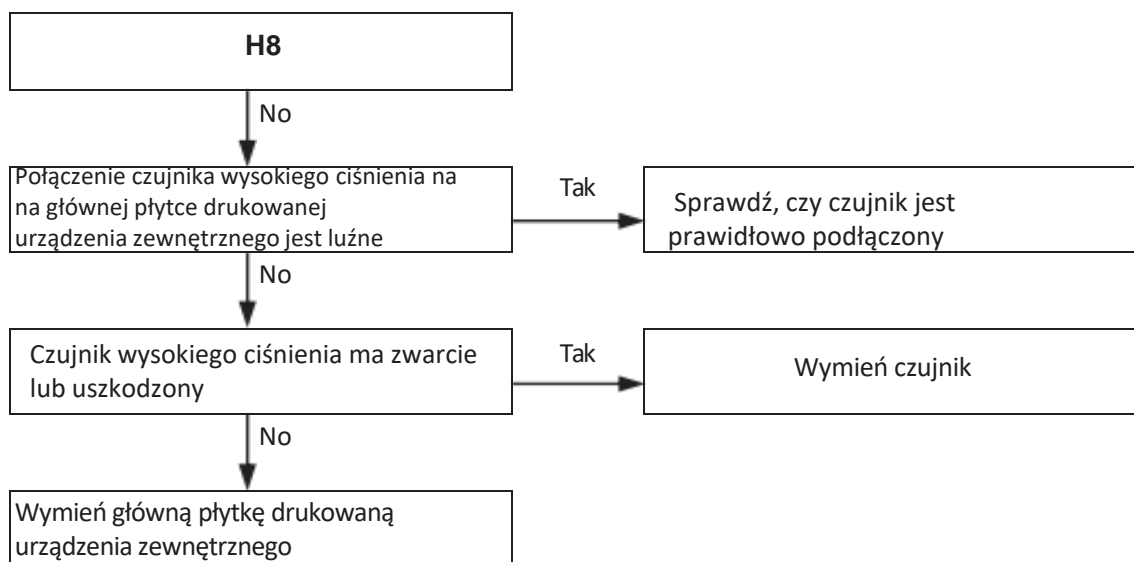 H8
No
Połączenie czujnika wysokiego ciśnienia na
na głównej płytce drukowanej
urządzenia zewnętrznego jest luźne
Tak
Sprawdź, czy czujnik jest
prawidłowo podłączony
No
Czujnik wysokiego ciśnienia ma zwarcie
lub uszkodzony
Tak
Wymień czujnik
No
Wymień główną płytkę drukowaną
urządzenia zewnętrznego